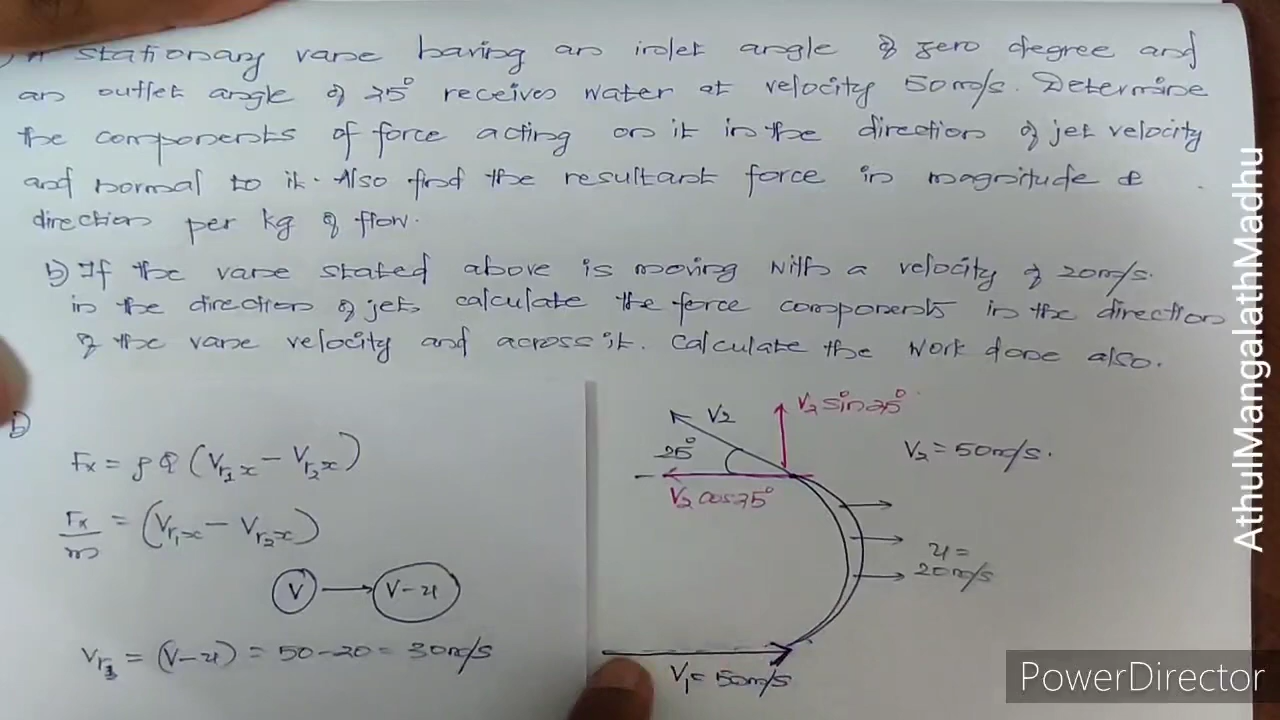 A stationary vane having an inlet angle of zero degree and
an outlet angle of 25° receives water at velocity 50m/s. Determine
the components of force acting on it in the direction of jet velocity
and normal to it. Also find the resultant force in magnitude &
direction per kg of flow.
b) If the vane stated above is moving with a velocity of 20m/s.
in the direction of jet, calculate the force components in the direction
of the vane velocity and across it. Calculate the work done also.
b)
Fx = ρQ (Vr1x - Vr2x)
Fx/m = (Vr1x - Vr2x)
V → V-u
Vr1 = (V-u) = 50-20 = 30m/s
V2
V2 sin25°
25°
V2 = 50m/s.
V2 cos25°
u =
20m/s
V1 = 50m/s
AthulMangalathMadhu
PowerDirector